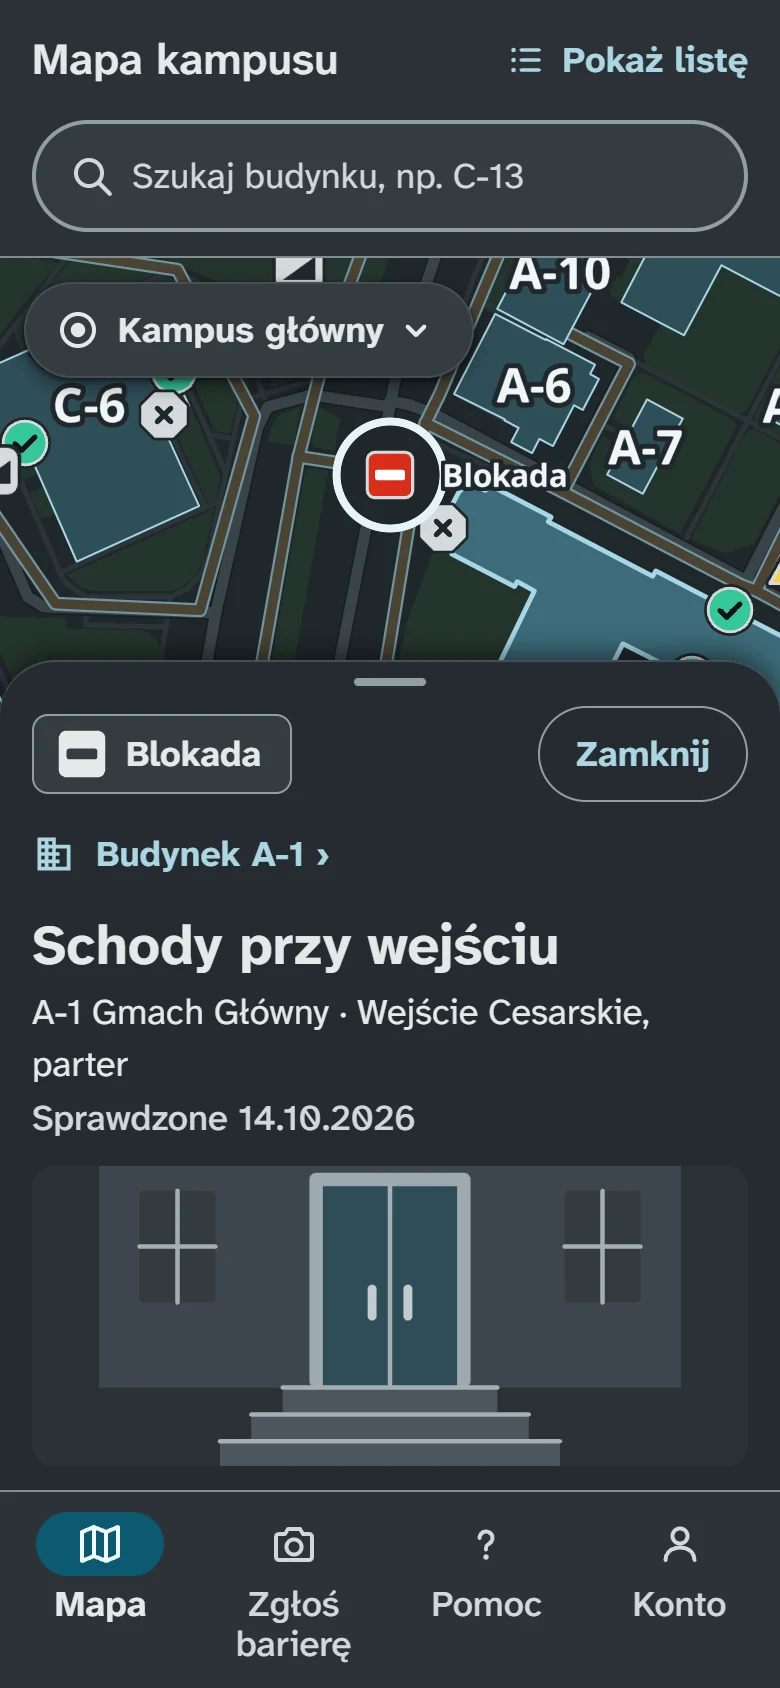 Mapa kampusu
Pokaż listę
Szukaj budynku, np. C-13
A-10
Kampus główny
A-6
C-6
A-7
Blokada
Blokada
Zamknij
Budynek A-1 ›
Schody przy wejściu
A-1 Gmach Główny · Wejście Cesarskie,
parter
Sprawdzone 14.10.2026
Mapa
Zgłoś
barierę
Pomoc
Konto